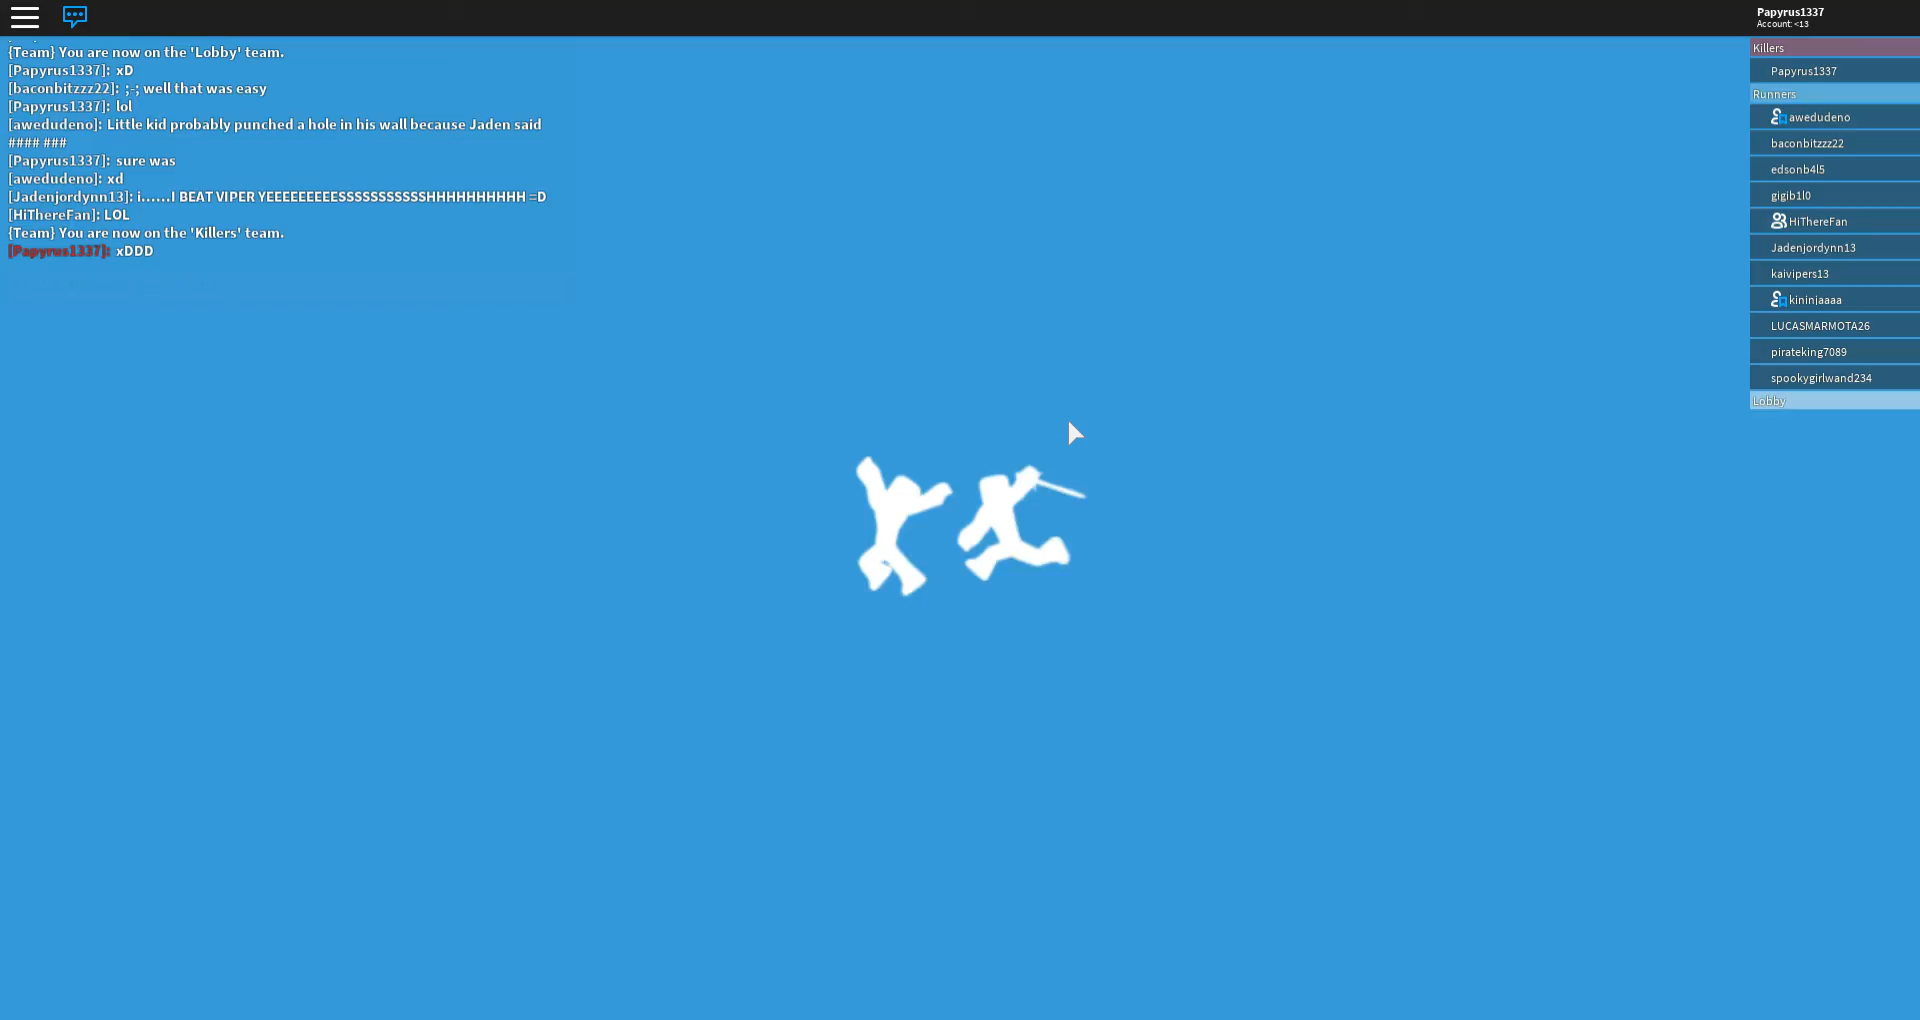 Papyrus1337
Account: <13
{Team} You are now on the 'Lobby' team.
[Papyrus1337]: xD
[baconbitzzz22]: ;-; well that was easy
[Papyrus1337]: lol
[awedudeno]: Little kid probably punched a hole in his wall because Jaden said
#### ###
[Papyrus1337]: sure was
[awedudeno]: xd
[Jadenjordynn13]: i......I BEAT VIPER YEEEEEEEEESSSSSSSSSSSHHHHHHHHHH =D
[HiThereFan]: LOL
{Team} You are now on the 'Killers' team.
[Papyrus1337]: xDDD
Killers
Papyrus1337
Runners
awedudeno
baconbitzzz22
edsonb4l5
gigib1l0
HiThereFan
Jadenjordynn13
kaivipers13
kininjaaaa
LUCASMARMOTA26
pirateking7089
spookygirlwand234
Lobby